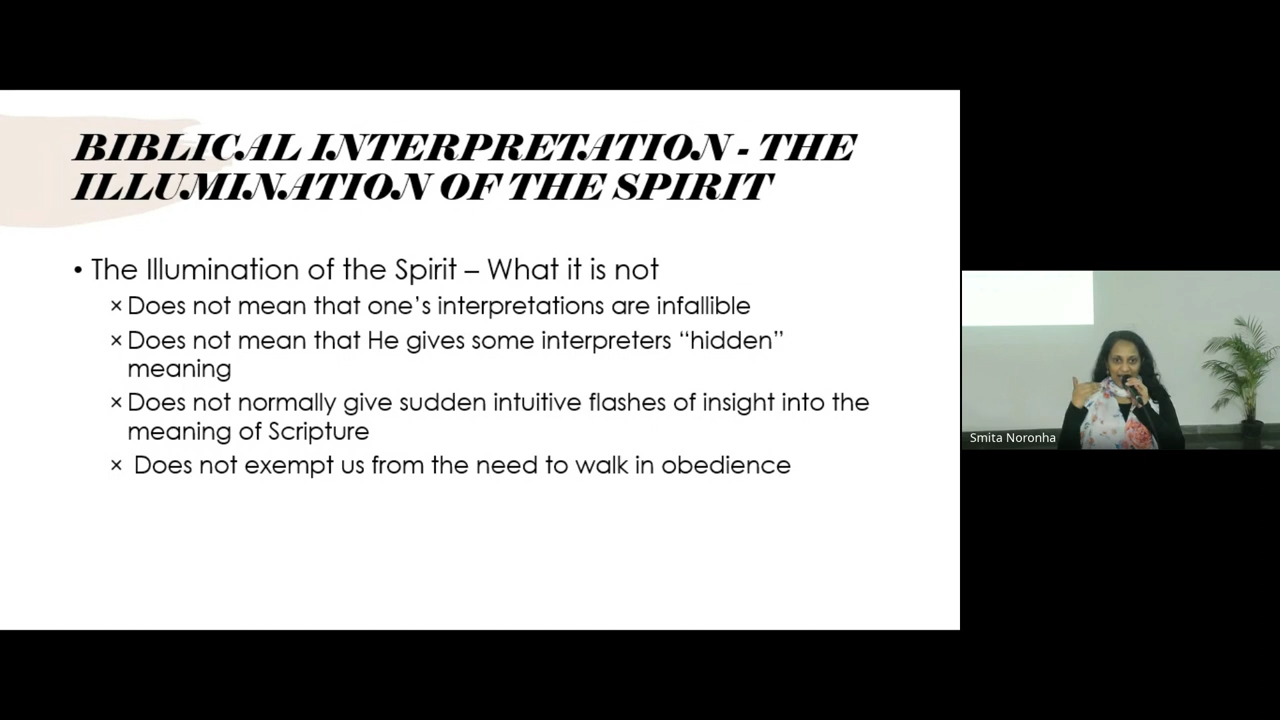 BIBLICAL INTERPRETATION - THE
ILLUMINATION OF THE SPIRIT
• The Illumination of the Spirit – What it is not
× Does not mean that one’s interpretations are infallible
× Does not mean that He gives some interpreters “hidden”
meaning
× Does not normally give sudden intuitive flashes of insight into the
meaning of Scripture
× Does not exempt us from the need to walk in obedience
Smita Noronha